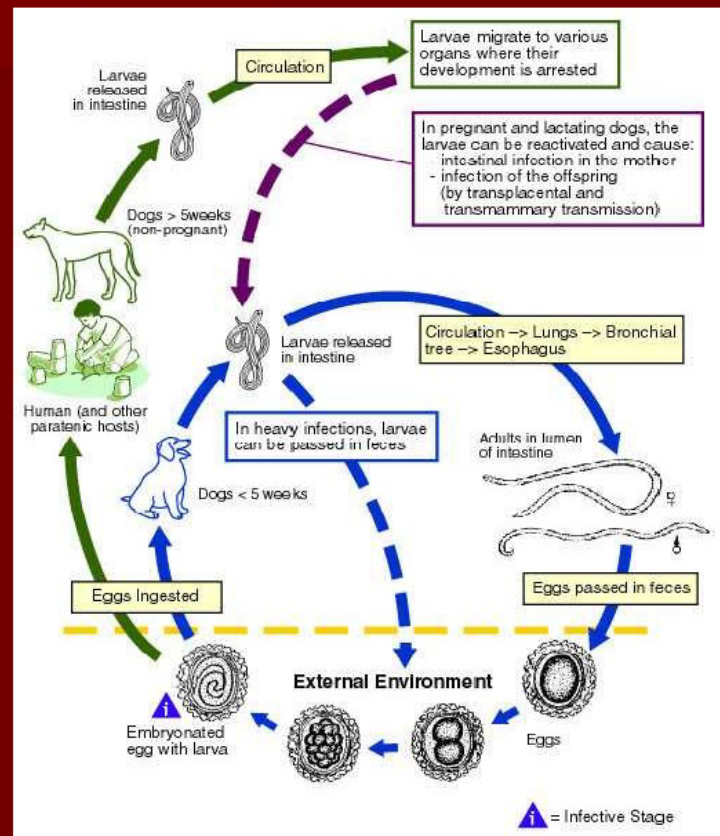 Larvae migrate to various
organs where their
development is arrested
Circulation
Larvae
released
in intestine
In pregnant and lactating dogs, the
larvae can be reactivated and cause:
- intestinal infection in the mother
- infection of the offspring
(by transplacental and
transmammary transmission)
Dogs > 5weeks
(non-prognant)
Larvae released
in intestine
Circulation –> Lungs –> Bronchial
tree –> Esophagus
Human (and other
paratenic hosts)
In heavy infections, larvae
can be passed in feces
Adults in lumen
of intestine
♀
♂
Dogs < 5 weeks
Eggs Ingested
Eggs passed in feces
External Environment
i
Embryonated
egg with larva
Eggs
i = Infective Stage